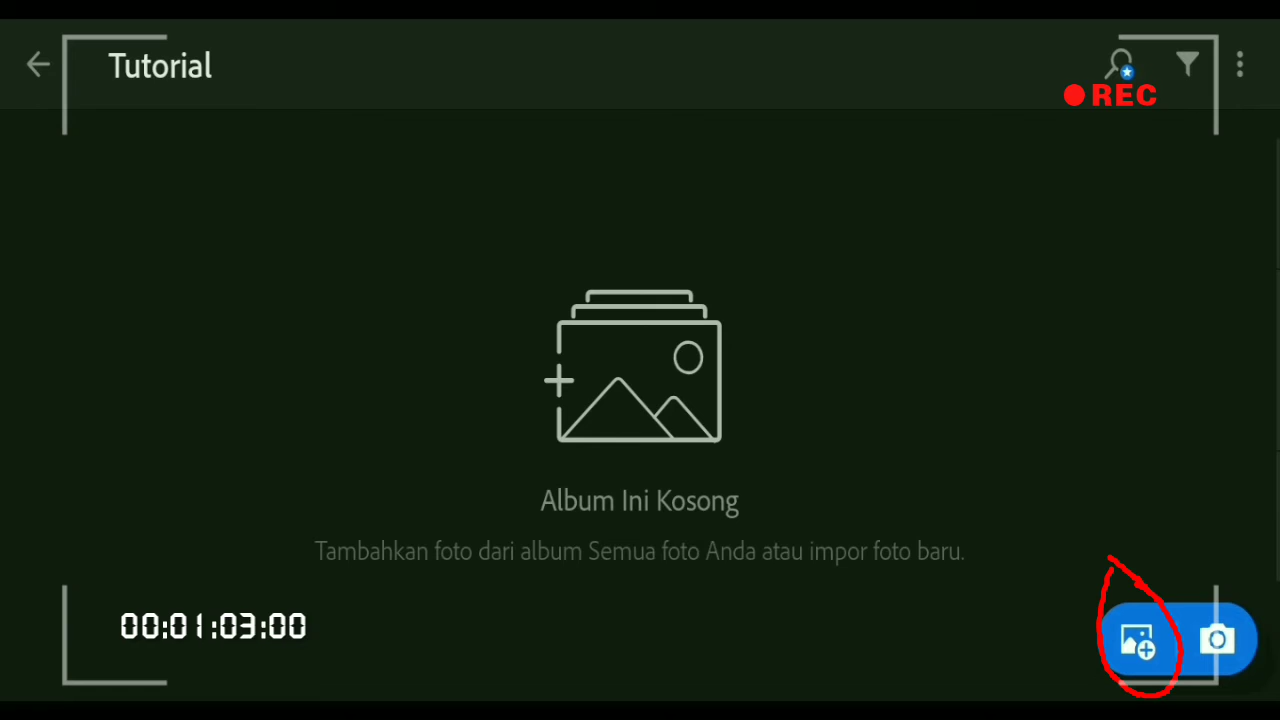 Tutorial
REC
Album Ini Kosong
Tambahkan foto dari album Semua foto Anda atau impor foto baru.
00:01:03:00